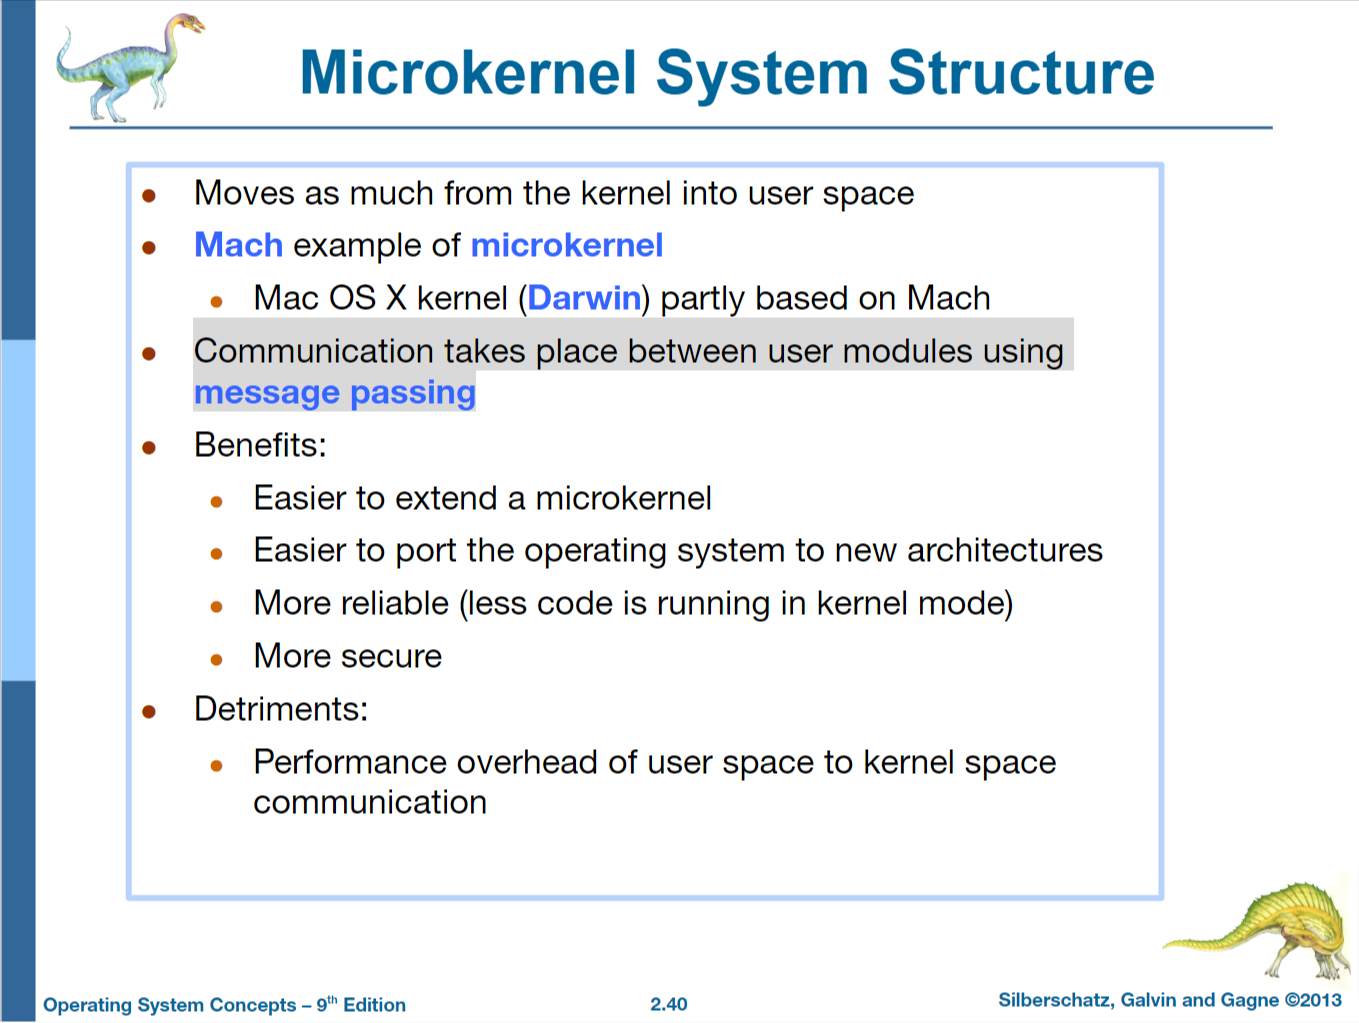 Microkernel System Structure
Moves as much from the kernel into user space
Mach example of microkernel
Mac OS X kernel (Darwin) partly based on Mach
Communication takes place between user modules using
message passing
Benefits:
Easier to extend a microkernel
Easier to port the operating system to new architectures
More reliable (less code is running in kernel mode)
More secure
Detriments:
Performance overhead of user space to kernel space
communication
Operating System Concepts – 9th Edition
2.40
Silberschatz, Galvin and Gagne ©2013